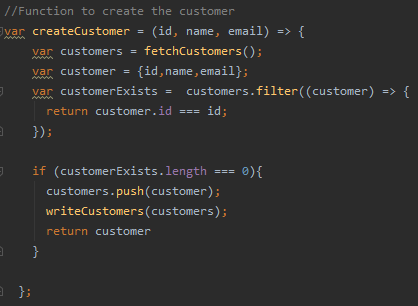 //Function to create the customer
var createCustomer = (id, name, email) => {
var customers = fetchCustomers();
var customer = {id,name,email};
var customerExists =  customers.filter((customer) => {
return customer.id === id;
});
if (customerExists.length === 0){
customers.push(customer);
writeCustomers(customers);
return customer
}
};